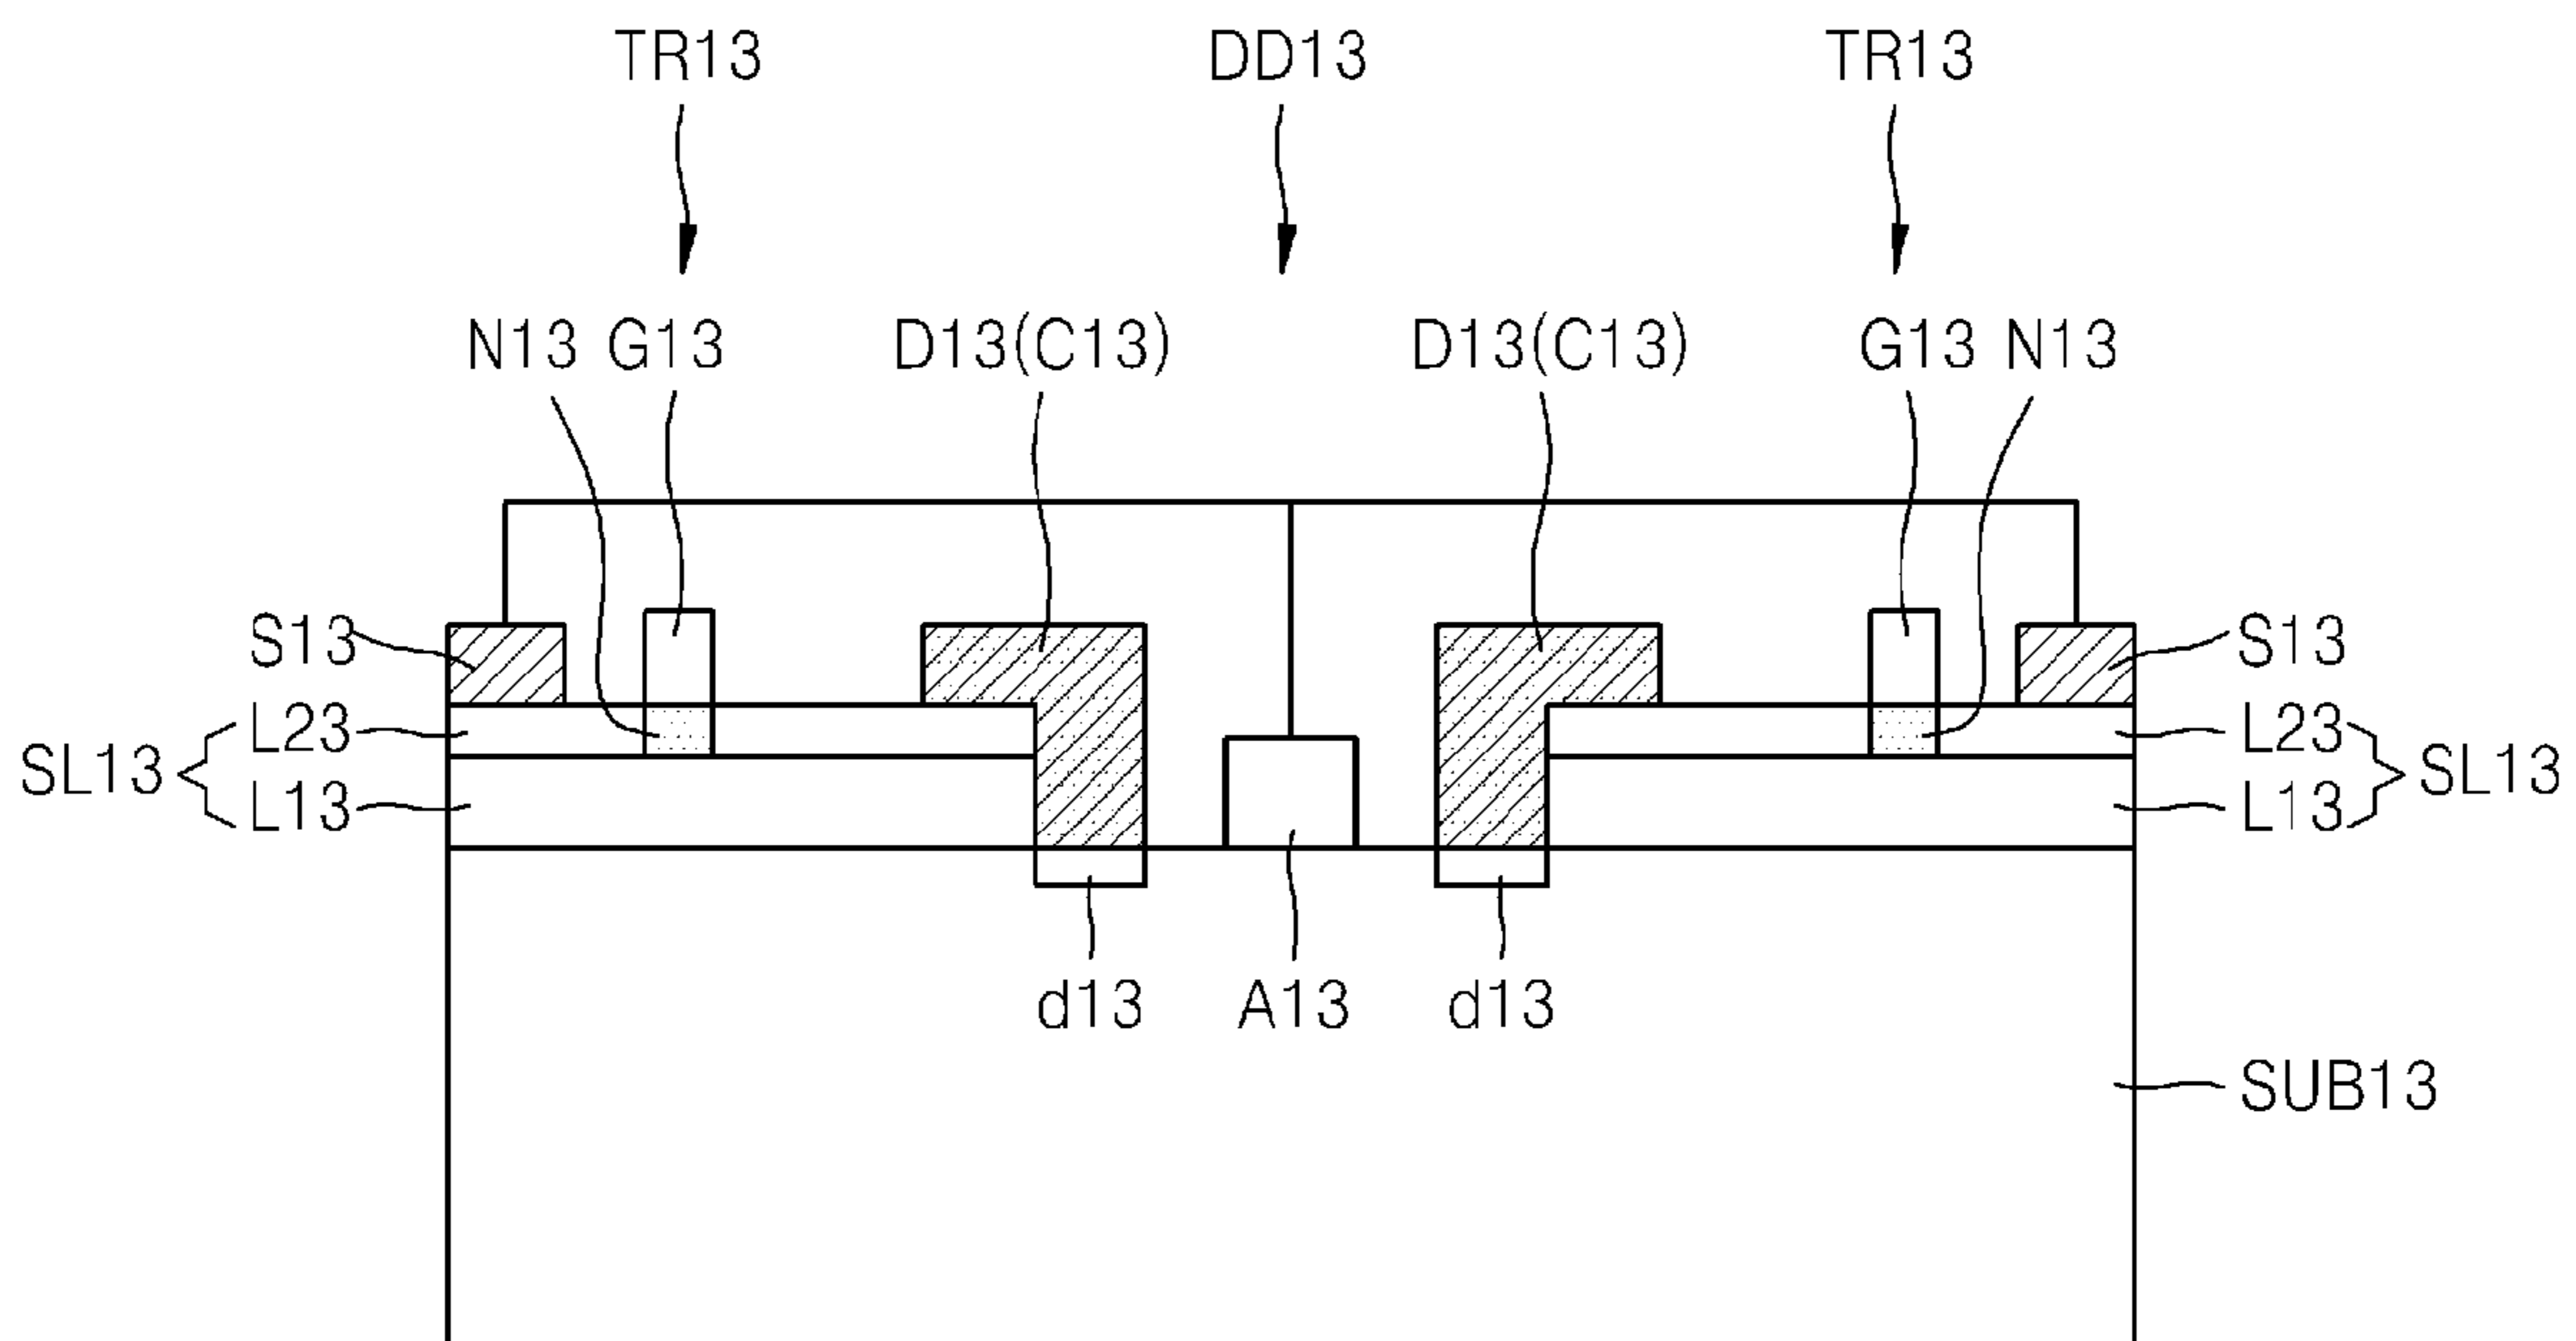 TR13 DD13 TR13
N13 G13 D13(C13) D13(C13) G13 N13
S13 S13
L23 L23
SL13 SL13
L13 L13
d13 A13 d13
SUB13